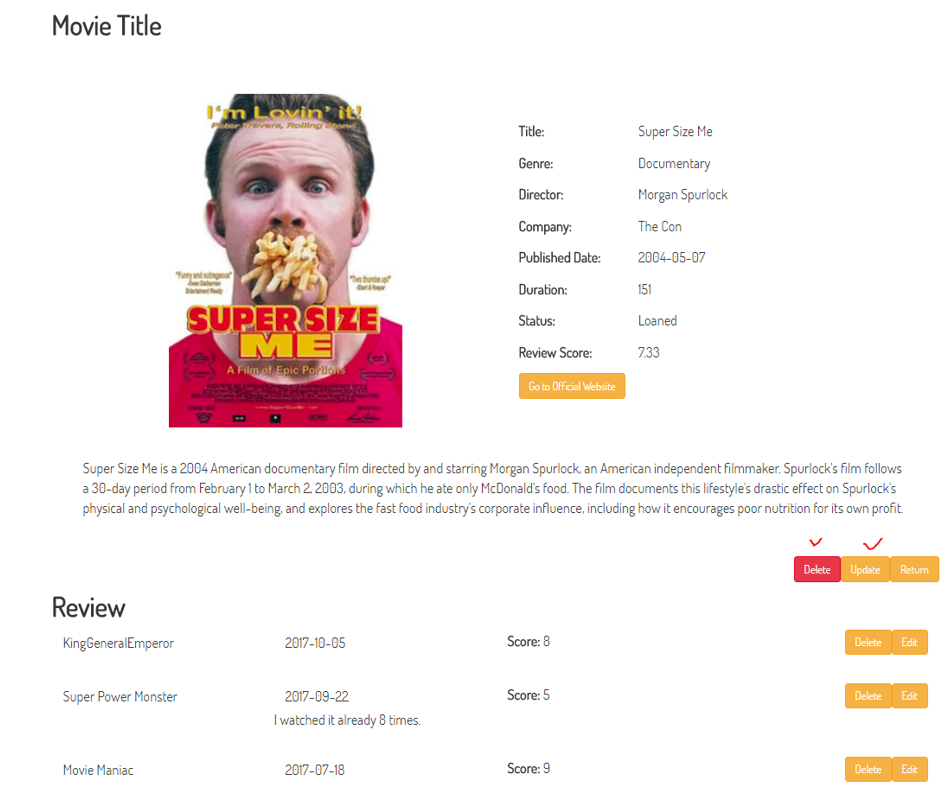 Movie Title
I'm Lovin' it!
Peter Travers, Rolling Stone
"Funny and outrageous"
"Two thumbs up!"
SUPER SIZE
ME
A Film of Epic Portions
Title: Super Size Me
Genre: Documentary
Director: Morgan Spurlock
Company: The Con
Published Date: 2004-05-07
Duration: 151
Status: Loaned
Review Score: 7.33
Go to Official Website
Super Size Me is a 2004 American documentary film directed by and starring Morgan Spurlock, an American independent filmmaker. Spurlock's film follows
a 30-day period from February 1 to March 2, 2003, during which he ate only McDonald's food. The film documents this lifestyle's drastic effect on Spurlock's
physical and psychological well-being, and explores the fast food industry's corporate influence, including how it encourages poor nutrition for its own profit.
Delete Update Return
Review
KingGeneralEmperor 2017-10-05 Score: 8 Delete Edit
Super Power Monster 2017-09-22 Score: 5 Delete Edit
I watched it already 8 times.
Movie Maniac 2017-07-18 Score: 9 Delete Edit